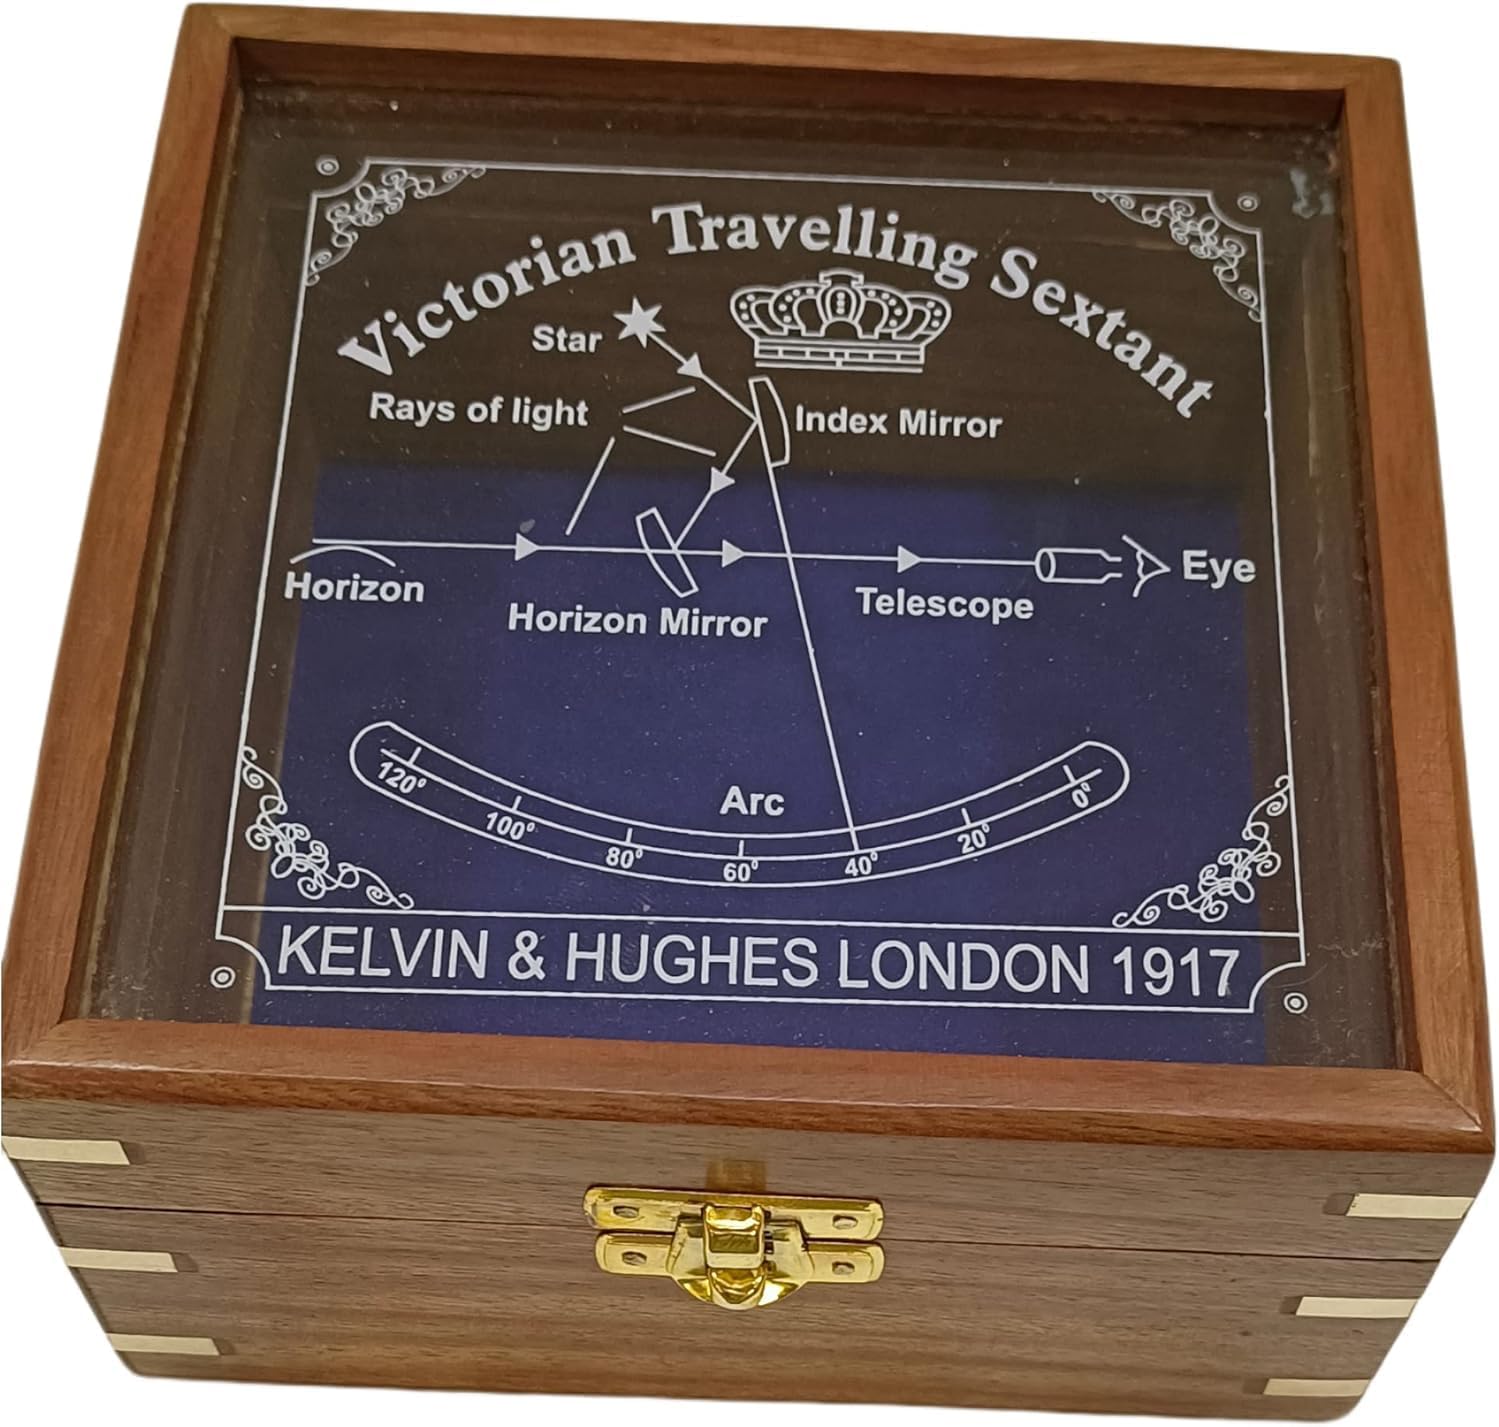 Victorian Travelling Sextant
Star
Rays of light
Index Mirror
Horizon
Eye
Horizon Mirror
Telescope
Arc
120° 100° 80° 60° 40° 20° 0°
KELVIN & HUGHES LONDON 1917